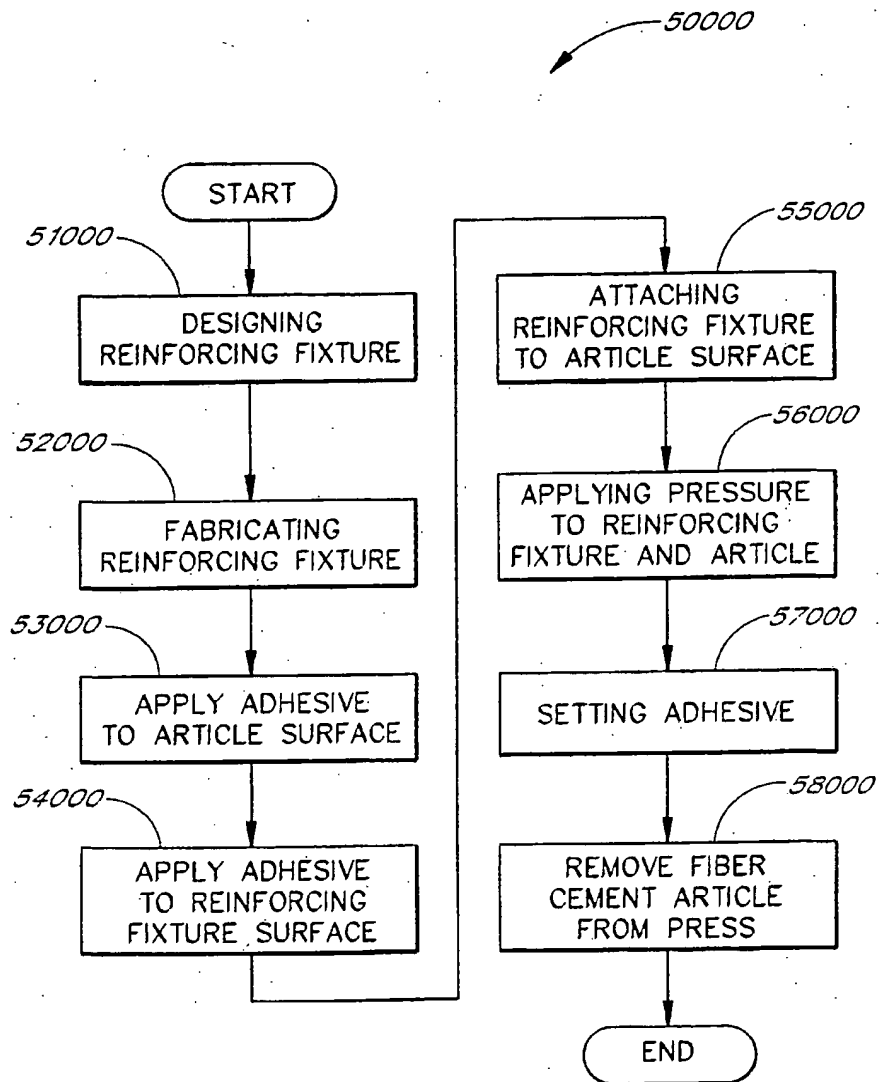 50000
START
51000
DESIGNING
REINFORCING FIXTURE
52000
FABRICATING
REINFORCING FIXTURE
53000
APPLY ADHESIVE
TO ARTICLE SURFACE
54000
APPLY ADHESIVE
TO REINFORCING
FIXTURE SURFACE
55000
ATTACHING
REINFORCING FIXTURE
TO ARTICLE SURFACE
56000
APPLYING PRESSURE
TO REINFORCING
FIXTURE AND ARTICLE
57000
SETTING ADHESIVE
58000
REMOVE FIBER
CEMENT ARTICLE
FROM PRESS
END